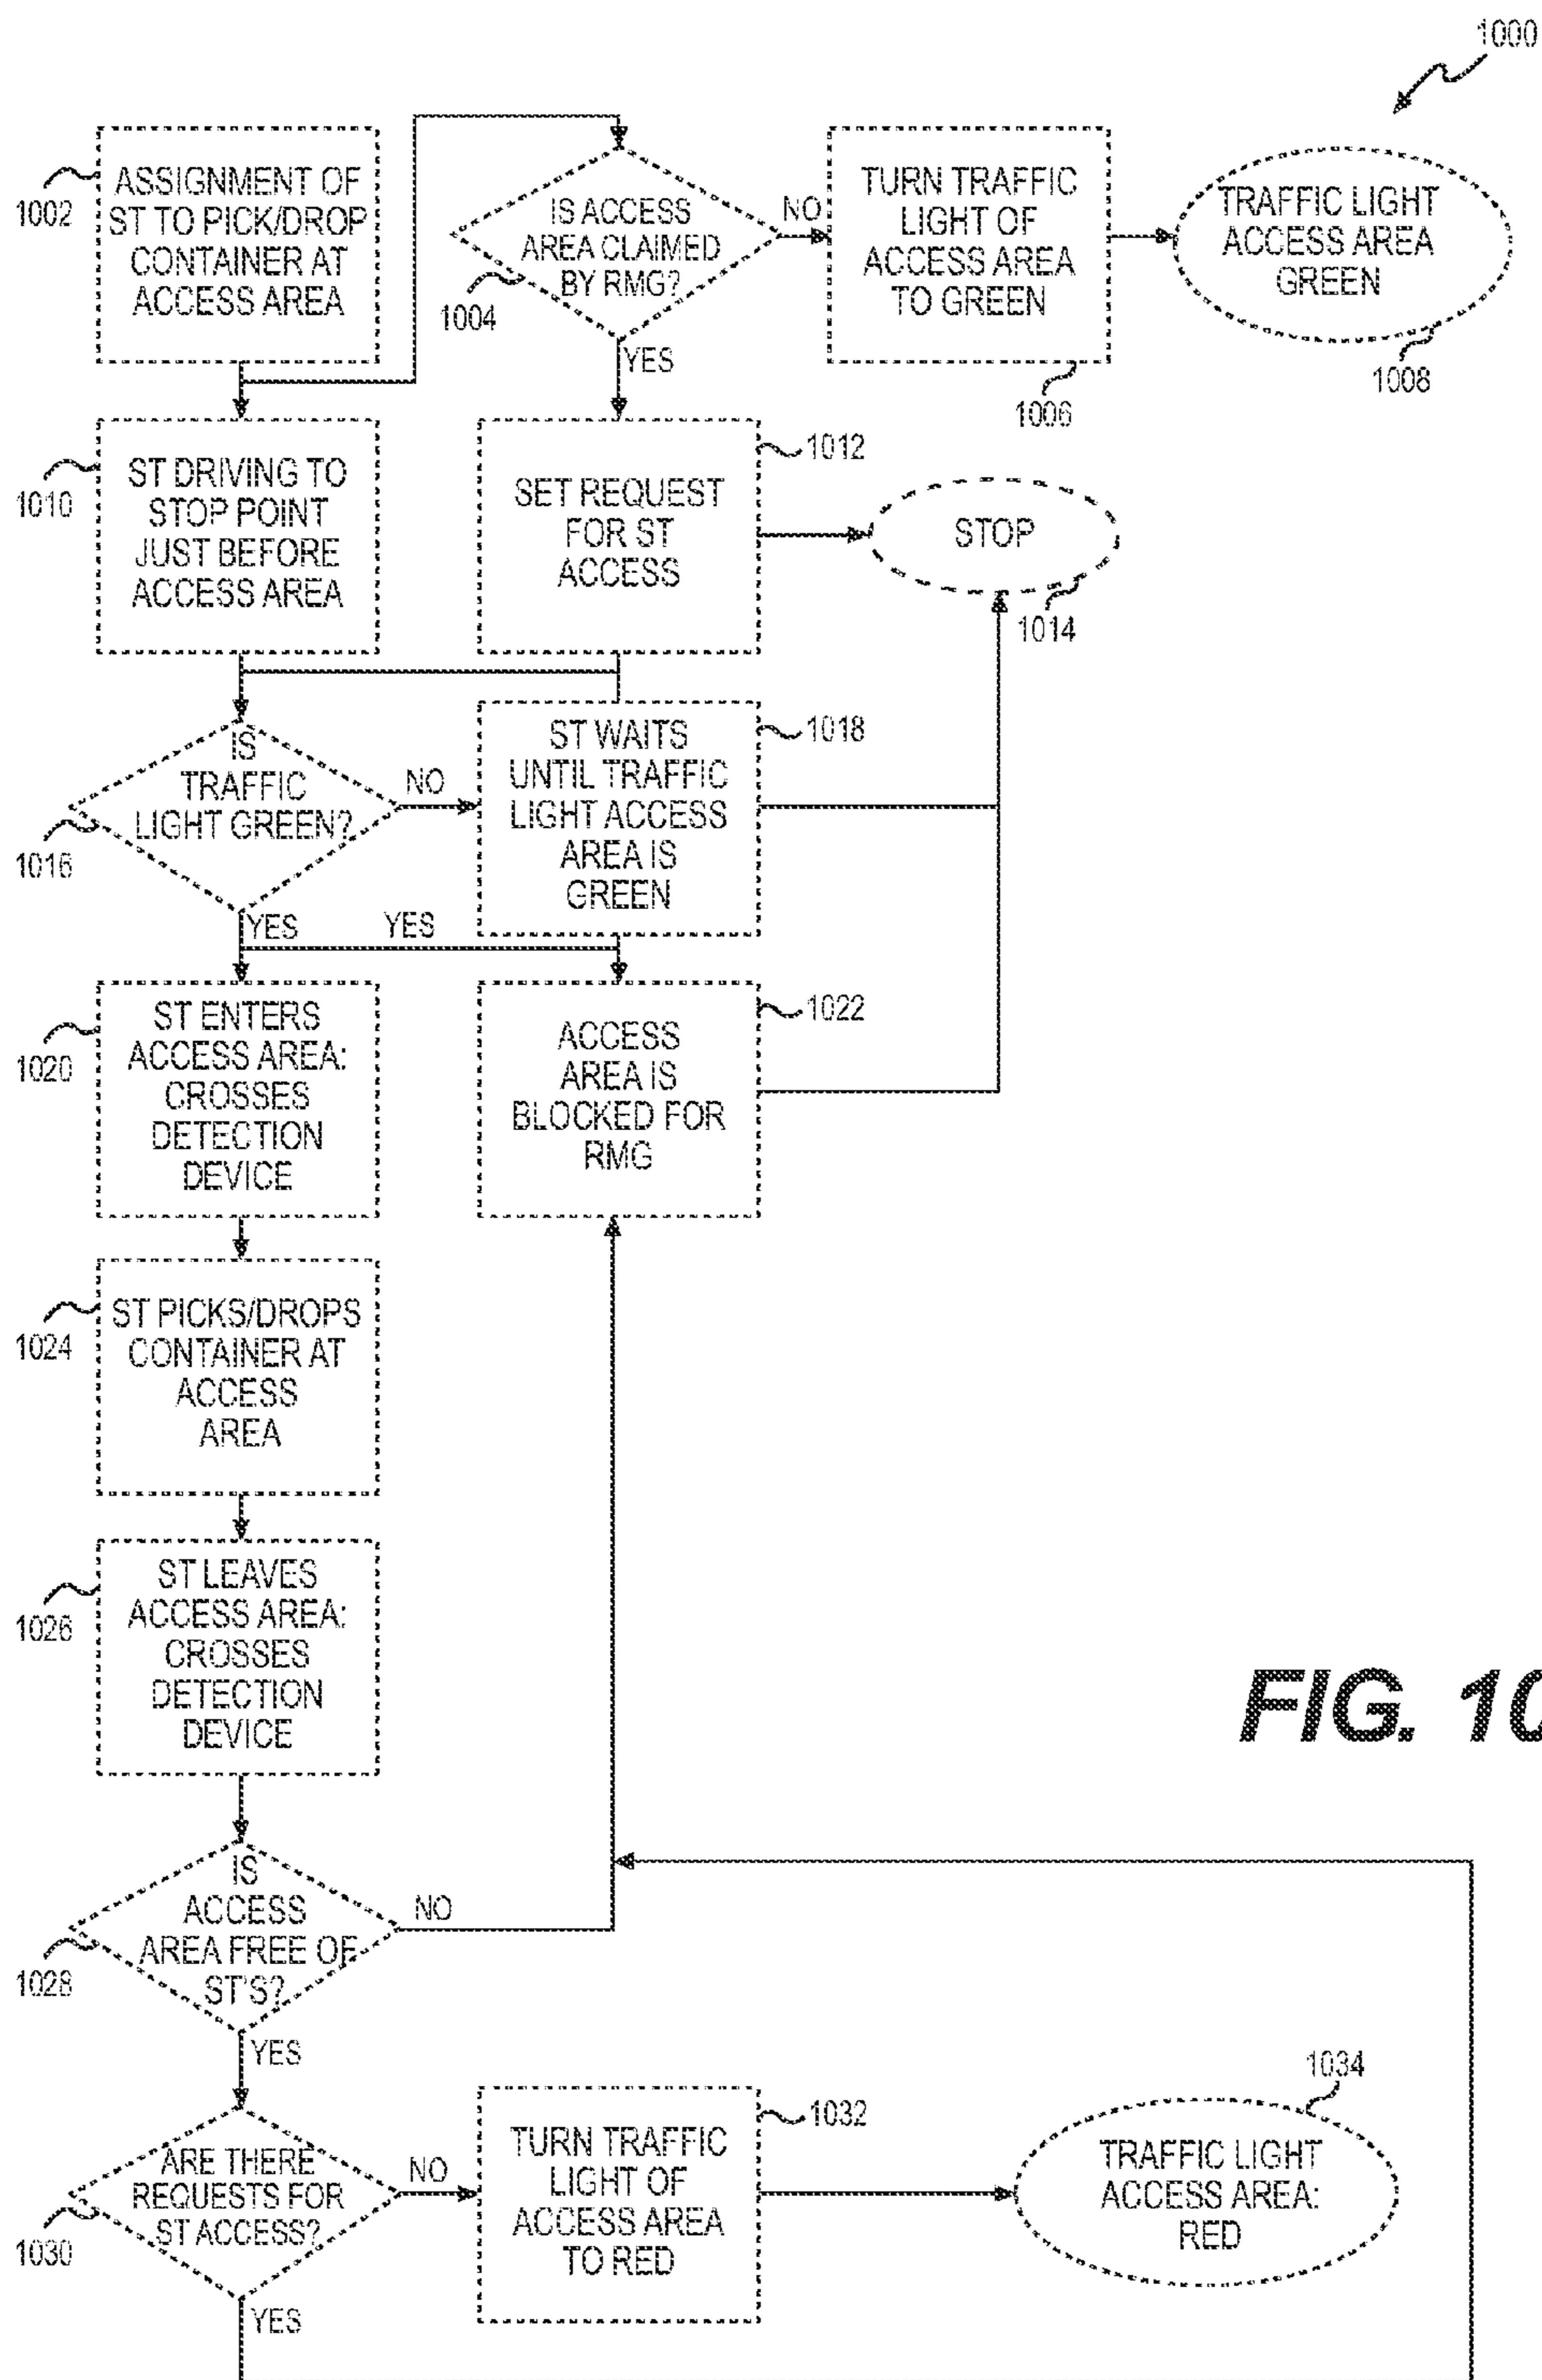 1000
1002
ASSIGNMENT OF
ST TO PICK/DROP
CONTAINER AT
ACCESS AREA
IS ACCESS
AREA CLAIMED
BY RMG?
1004
NO
YES
TURN TRAFFIC
LIGHT OF
ACCESS AREA
TO GREEN
1006
TRAFFIC LIGHT
ACCESS AREA
GREEN
1008
1010
ST DRIVING TO
STOP POINT
JUST BEFORE
ACCESS AREA
SET REQUEST
FOR ST
ACCESS
1012
STOP
1014
IS
TRAFFIC
LIGHT GREEN?
1016
NO
YES
YES
ST WAITS
UNTIL TRAFFIC
LIGHT ACCESS
AREA IS
GREEN
1018
1020
ST ENTERS
ACCESS AREA:
CROSSES
DETECTION
DEVICE
ACCESS
AREA IS
BLOCKED FOR
RMG
1022
1024
ST PICKS/DROPS
CONTAINER AT
ACCESS
AREA
1026
ST LEAVES
ACCESS AREA:
CROSSES
DETECTION
DEVICE
FIG. 10
IS
ACCESS
AREA FREE OF
ST'S?
1028
NO
YES
ARE THERE
REQUESTS FOR
ST ACCESS?
1030
NO
YES
TURN TRAFFIC
LIGHT OF
ACCESS AREA
TO RED
1032
TRAFFIC LIGHT
ACCESS AREA:
RED
1034